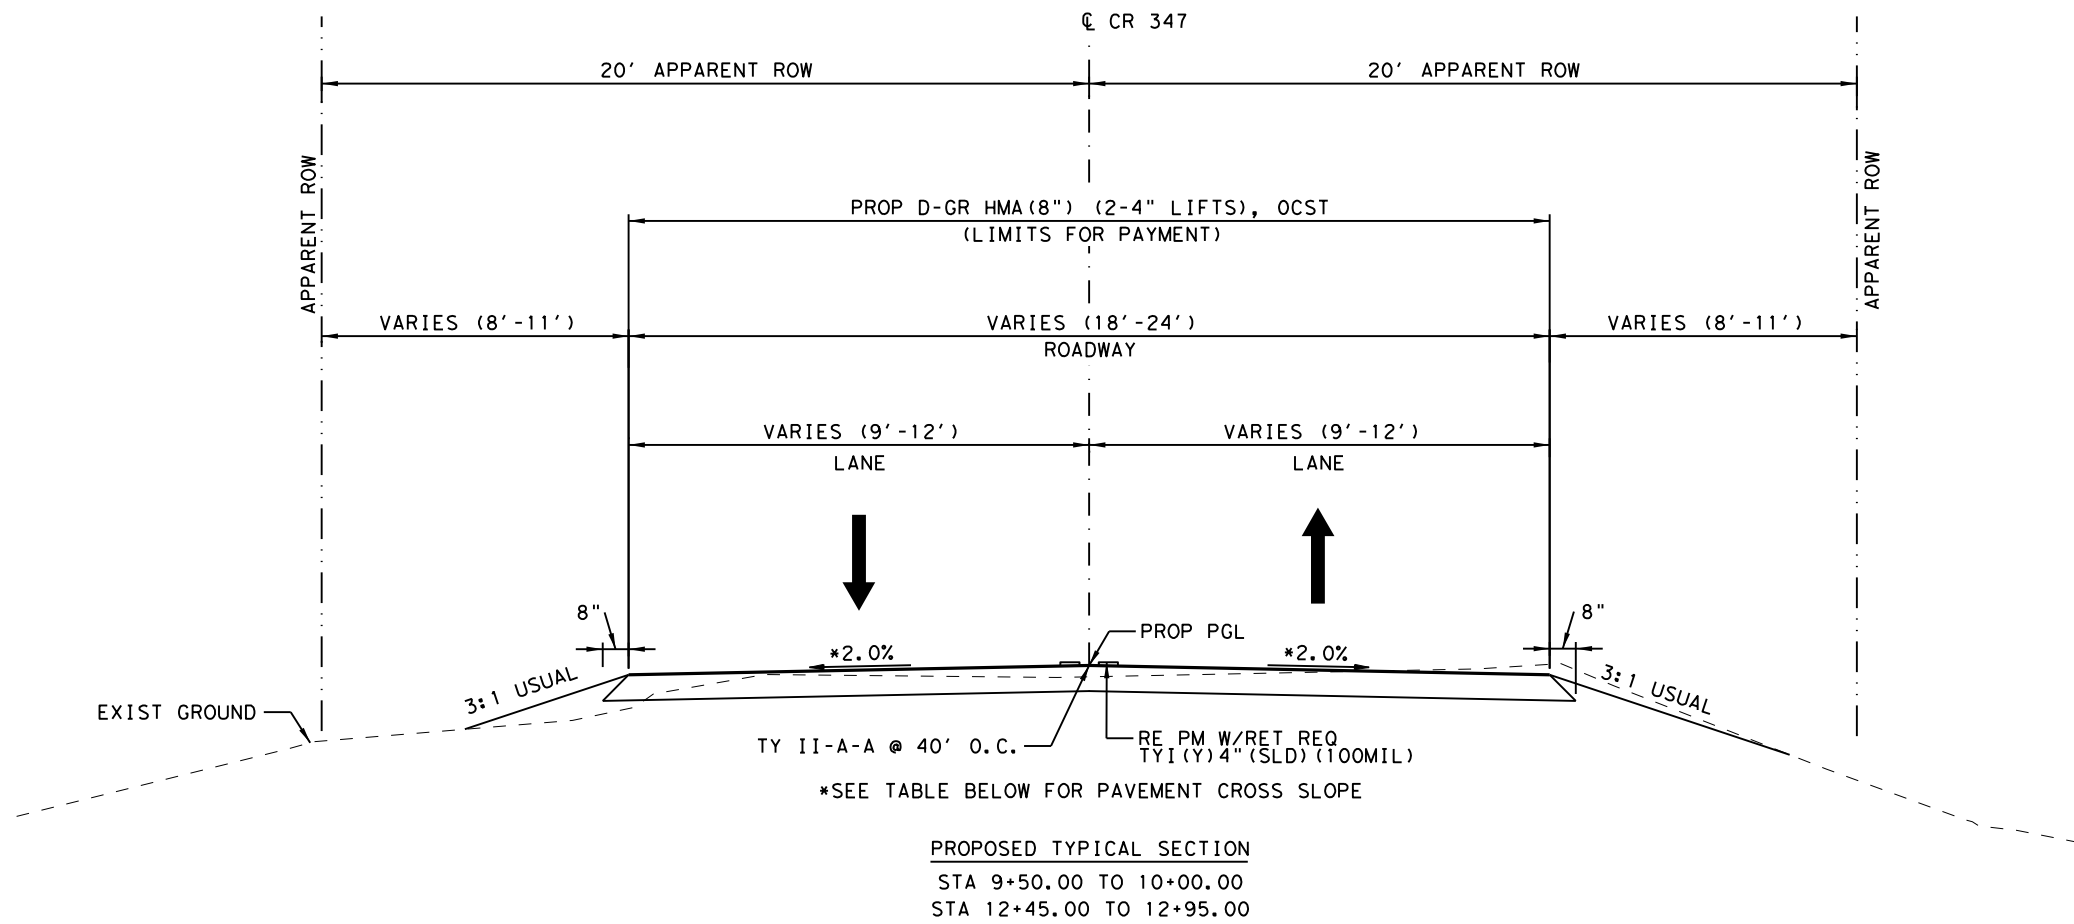 ℄ CR 347
20' APPARENT ROW
20' APPARENT ROW
APPARENT ROW
APPARENT ROW
PROP D-GR HMA(8") (2-4" LIFTS), OCST
(LIMITS FOR PAYMENT)
VARIES (8'-11')
VARIES (18'-24')
VARIES (8'-11')
ROADWAY
VARIES (9'-12')
VARIES (9'-12')
LANE
LANE
8"
8"
PROP PGL
*2.0%
*2.0%
3:1 USUAL
3:1 USUAL
EXIST GROUND
TY II-A-A @ 40' O.C.
RE PM W/RET REQ
TYI(Y)4"(SLD)(100MIL)
*SEE TABLE BELOW FOR PAVEMENT CROSS SLOPE
PROPOSED TYPICAL SECTION
STA 9+50.00 TO 10+00.00
STA 12+45.00 TO 12+95.00